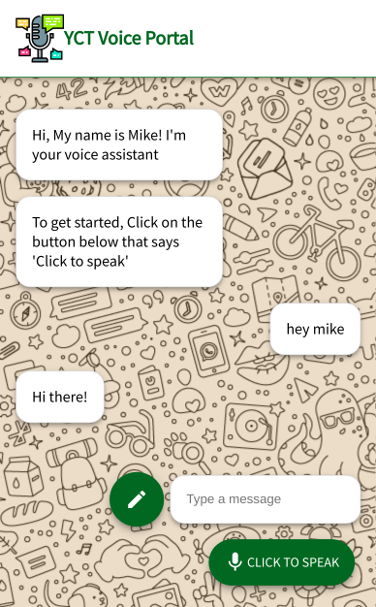 YCT Voice Portal
Hi, My name is Mike! I'm
your voice assistant
To get started, Click on the
button below that says
'Click to speak'
hey mike
Hi there!
Type a message
CLICK TO SPEAK